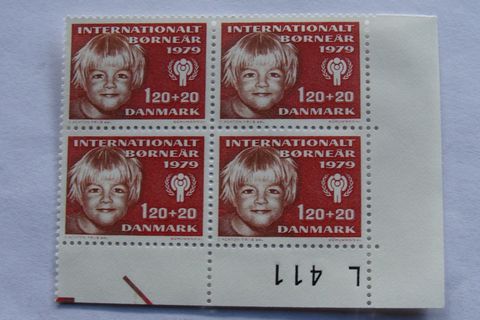 INTERNATIONALT
BØRNEÅR
1979
1.20+20
DANMARK
INTERNATIONALT
BØRNEÅR
1979
1.20+20
DANMARK
INTERNATIONALT
BØRNEÅR
1979
1.20+20
DANMARK
INTERNATIONALT
BØRNEÅR
1979
1.20+20
DANMARK
L 411